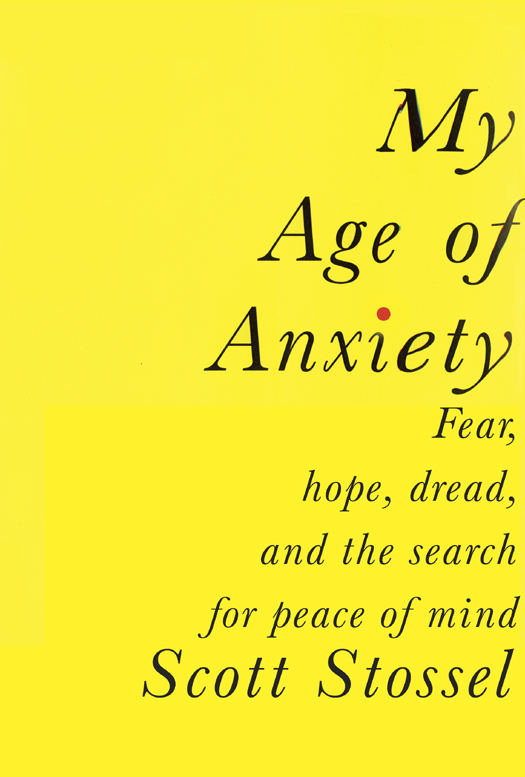 My
Age of
Anxiety
Fear,
hope, dread,
and the search
for peace of mind
Scott Stossel